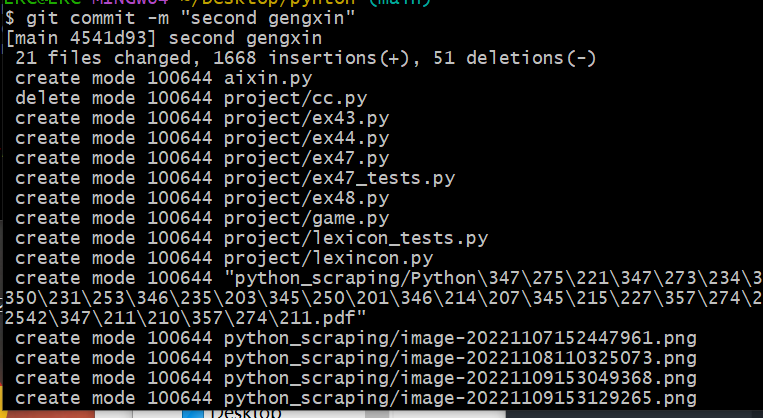 $ git commit -m "second gengxin"
[main 4541d93] second gengxin
 21 files changed, 1668 insertions(+), 51 deletions(-)
 create mode 100644 aixin.py
 delete mode 100644 project/cc.py
 create mode 100644 project/ex43.py
 create mode 100644 project/ex44.py
 create mode 100644 project/ex47.py
 create mode 100644 project/ex47_tests.py
 create mode 100644 project/ex48.py
 create mode 100644 project/game.py
 create mode 100644 project/lexicon_tests.py
 create mode 100644 project/lexincon.py
 create mode 100644 "python_scraping/Python\347\275\221\347\273\234\3
350\231\253\346\235\203\345\250\201\346\214\207\345\215\227\357\274\2
2542\347\211\210\357\274\211.pdf"
 create mode 100644 python_scraping/image-20221107152447961.png
 create mode 100644 python_scraping/image-20221108110325073.png
 create mode 100644 python_scraping/image-20221109153049368.png
 create mode 100644 python_scraping/image-20221109153129265.png
Desktop